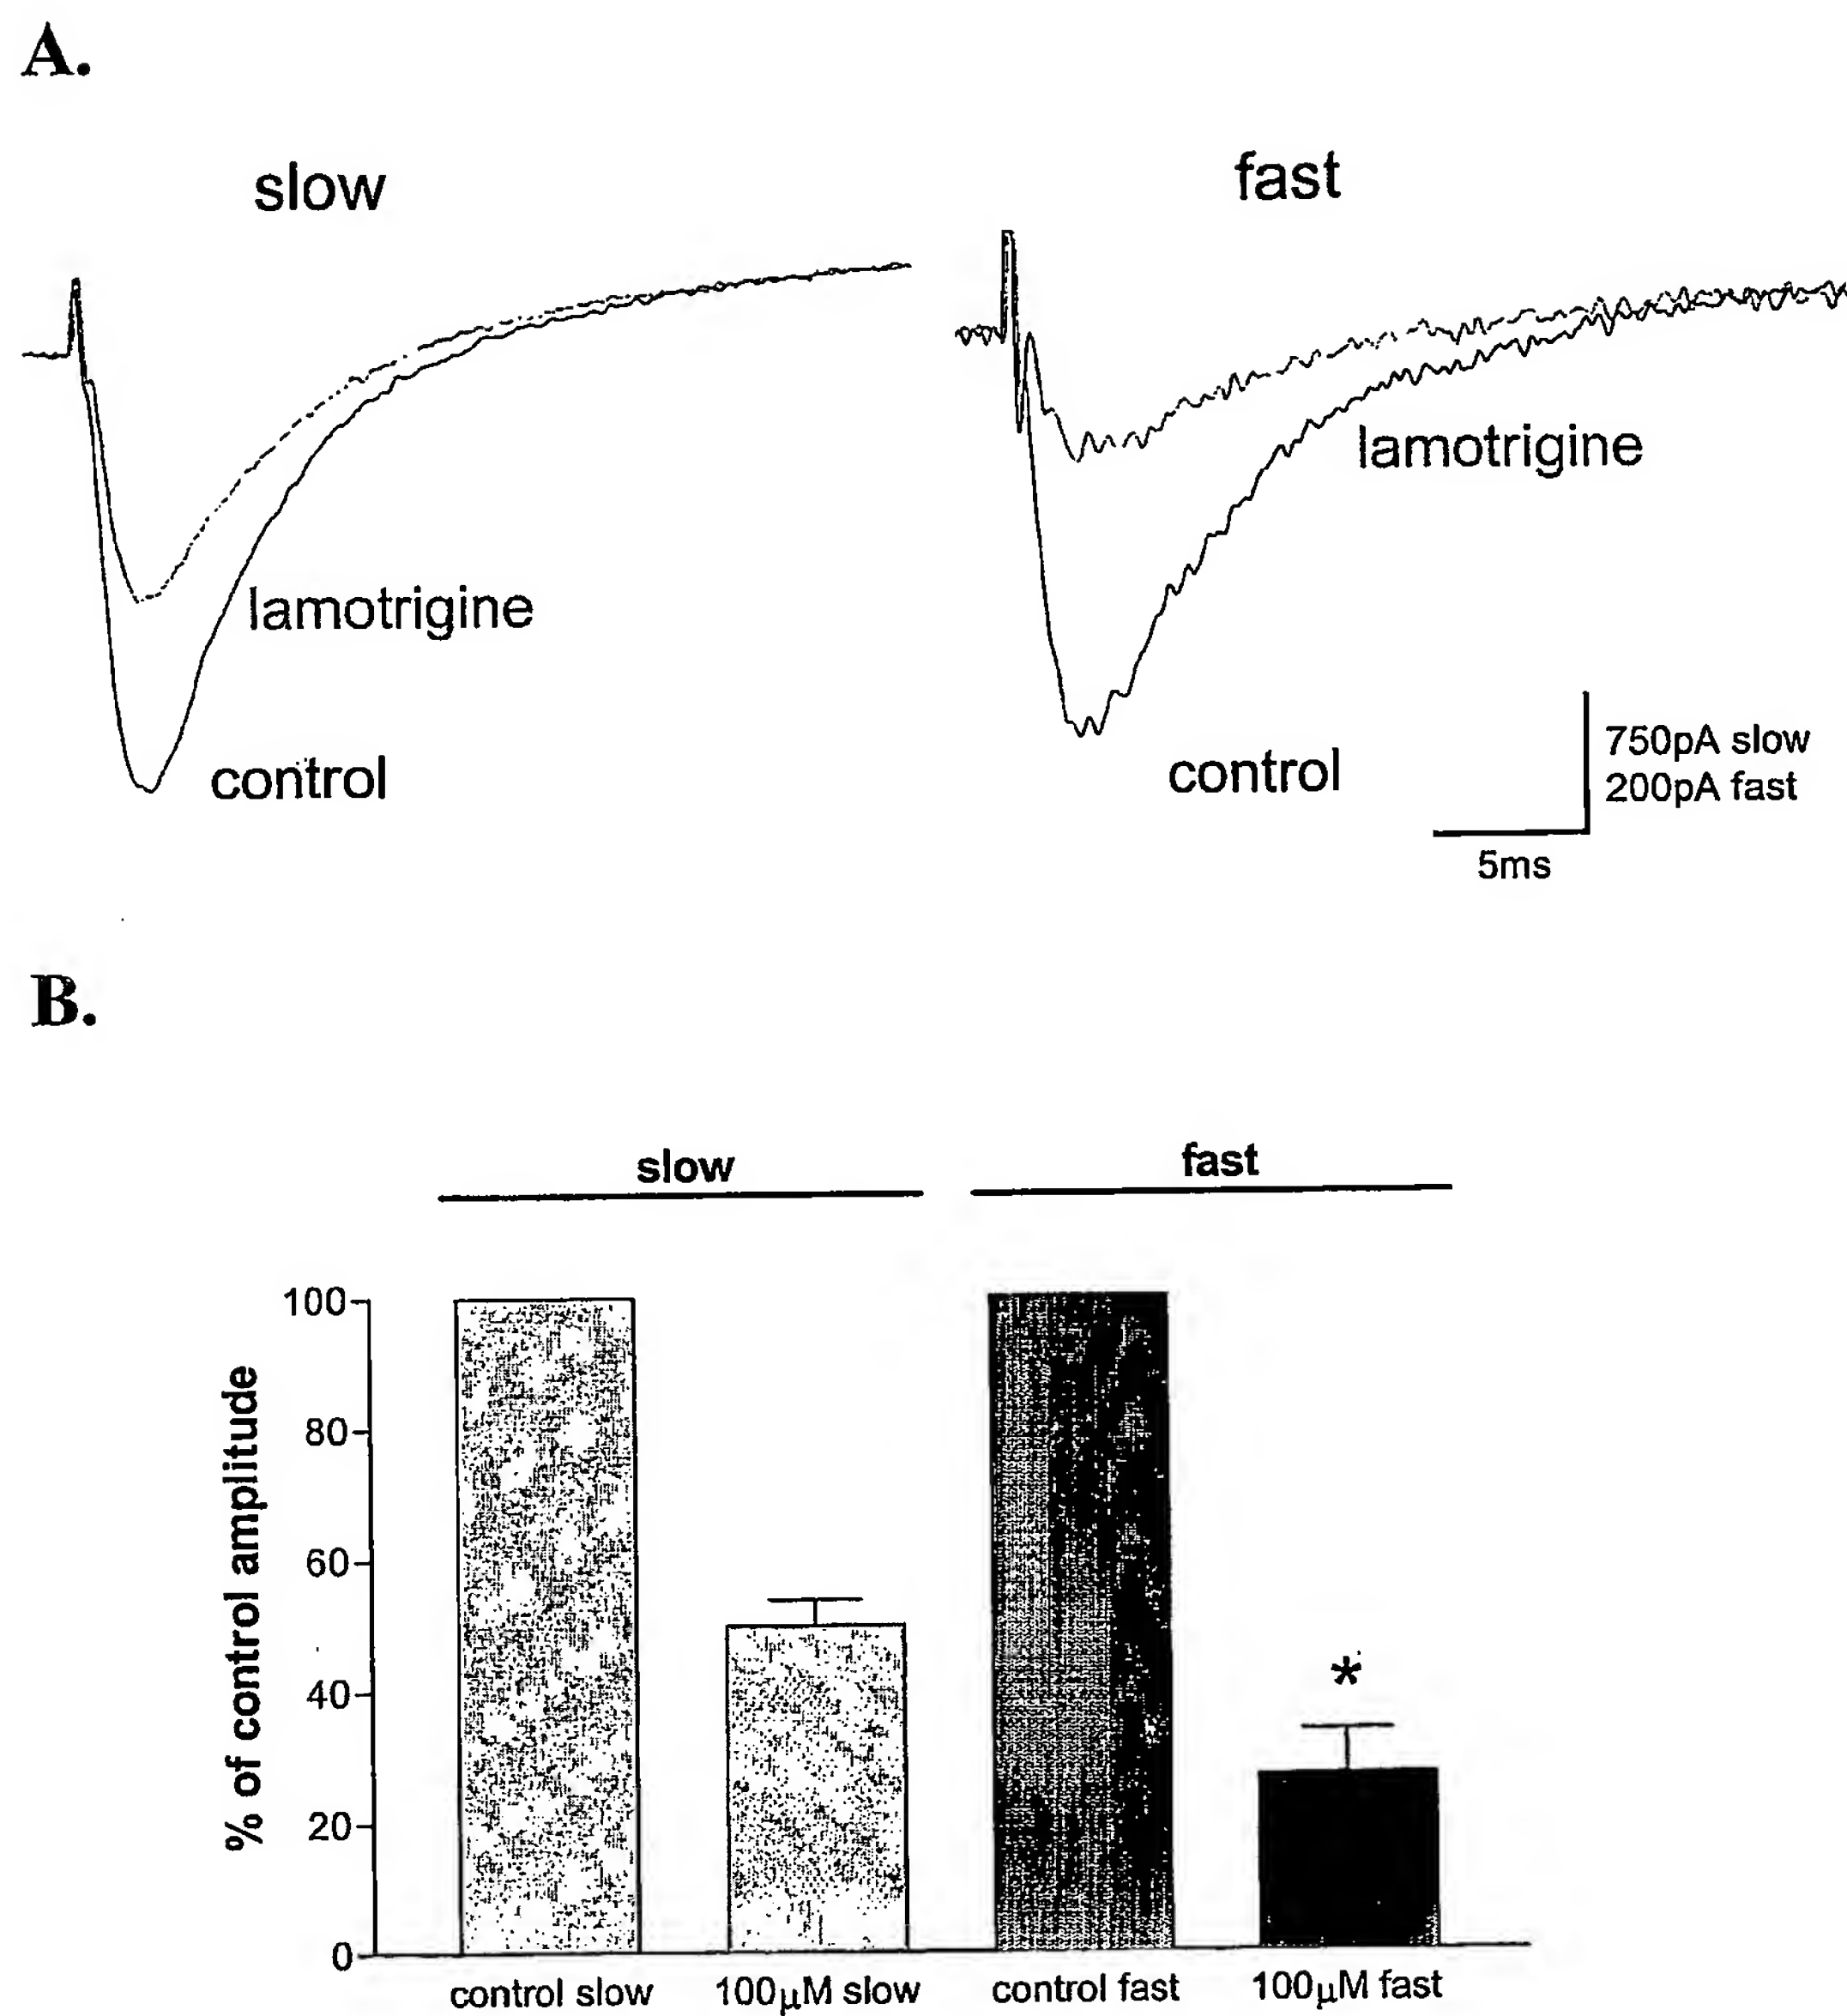 A.
slow
fast
lamotrigine
lamotrigine
control
control
750pA slow
200pA fast
5ms
B.
slow
fast
% of control amplitude
100
80
60
40
20
0
*
control slow
100μM slow
control fast
100μM fast